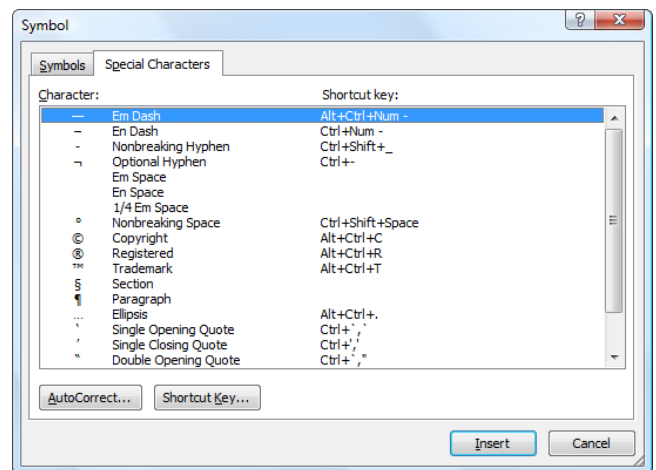 Symbol
Symbols Special Characters
Character: Shortcut key:
— Em Dash Alt+Ctrl+Num -
– En Dash Ctrl+Num -
- Nonbreaking Hyphen Ctrl+Shift+_
¬ Optional Hyphen Ctrl+-
Em Space
En Space
1/4 Em Space
° Nonbreaking Space Ctrl+Shift+Space
© Copyright Alt+Ctrl+C
® Registered Alt+Ctrl+R
™ Trademark Alt+Ctrl+T
§ Section
¶ Paragraph
… Ellipsis Alt+Ctrl+.
‘ Single Opening Quote Ctrl+`,`
’ Single Closing Quote Ctrl+','
“ Double Opening Quote Ctrl+`,"
AutoCorrect... Shortcut Key...
Insert Cancel